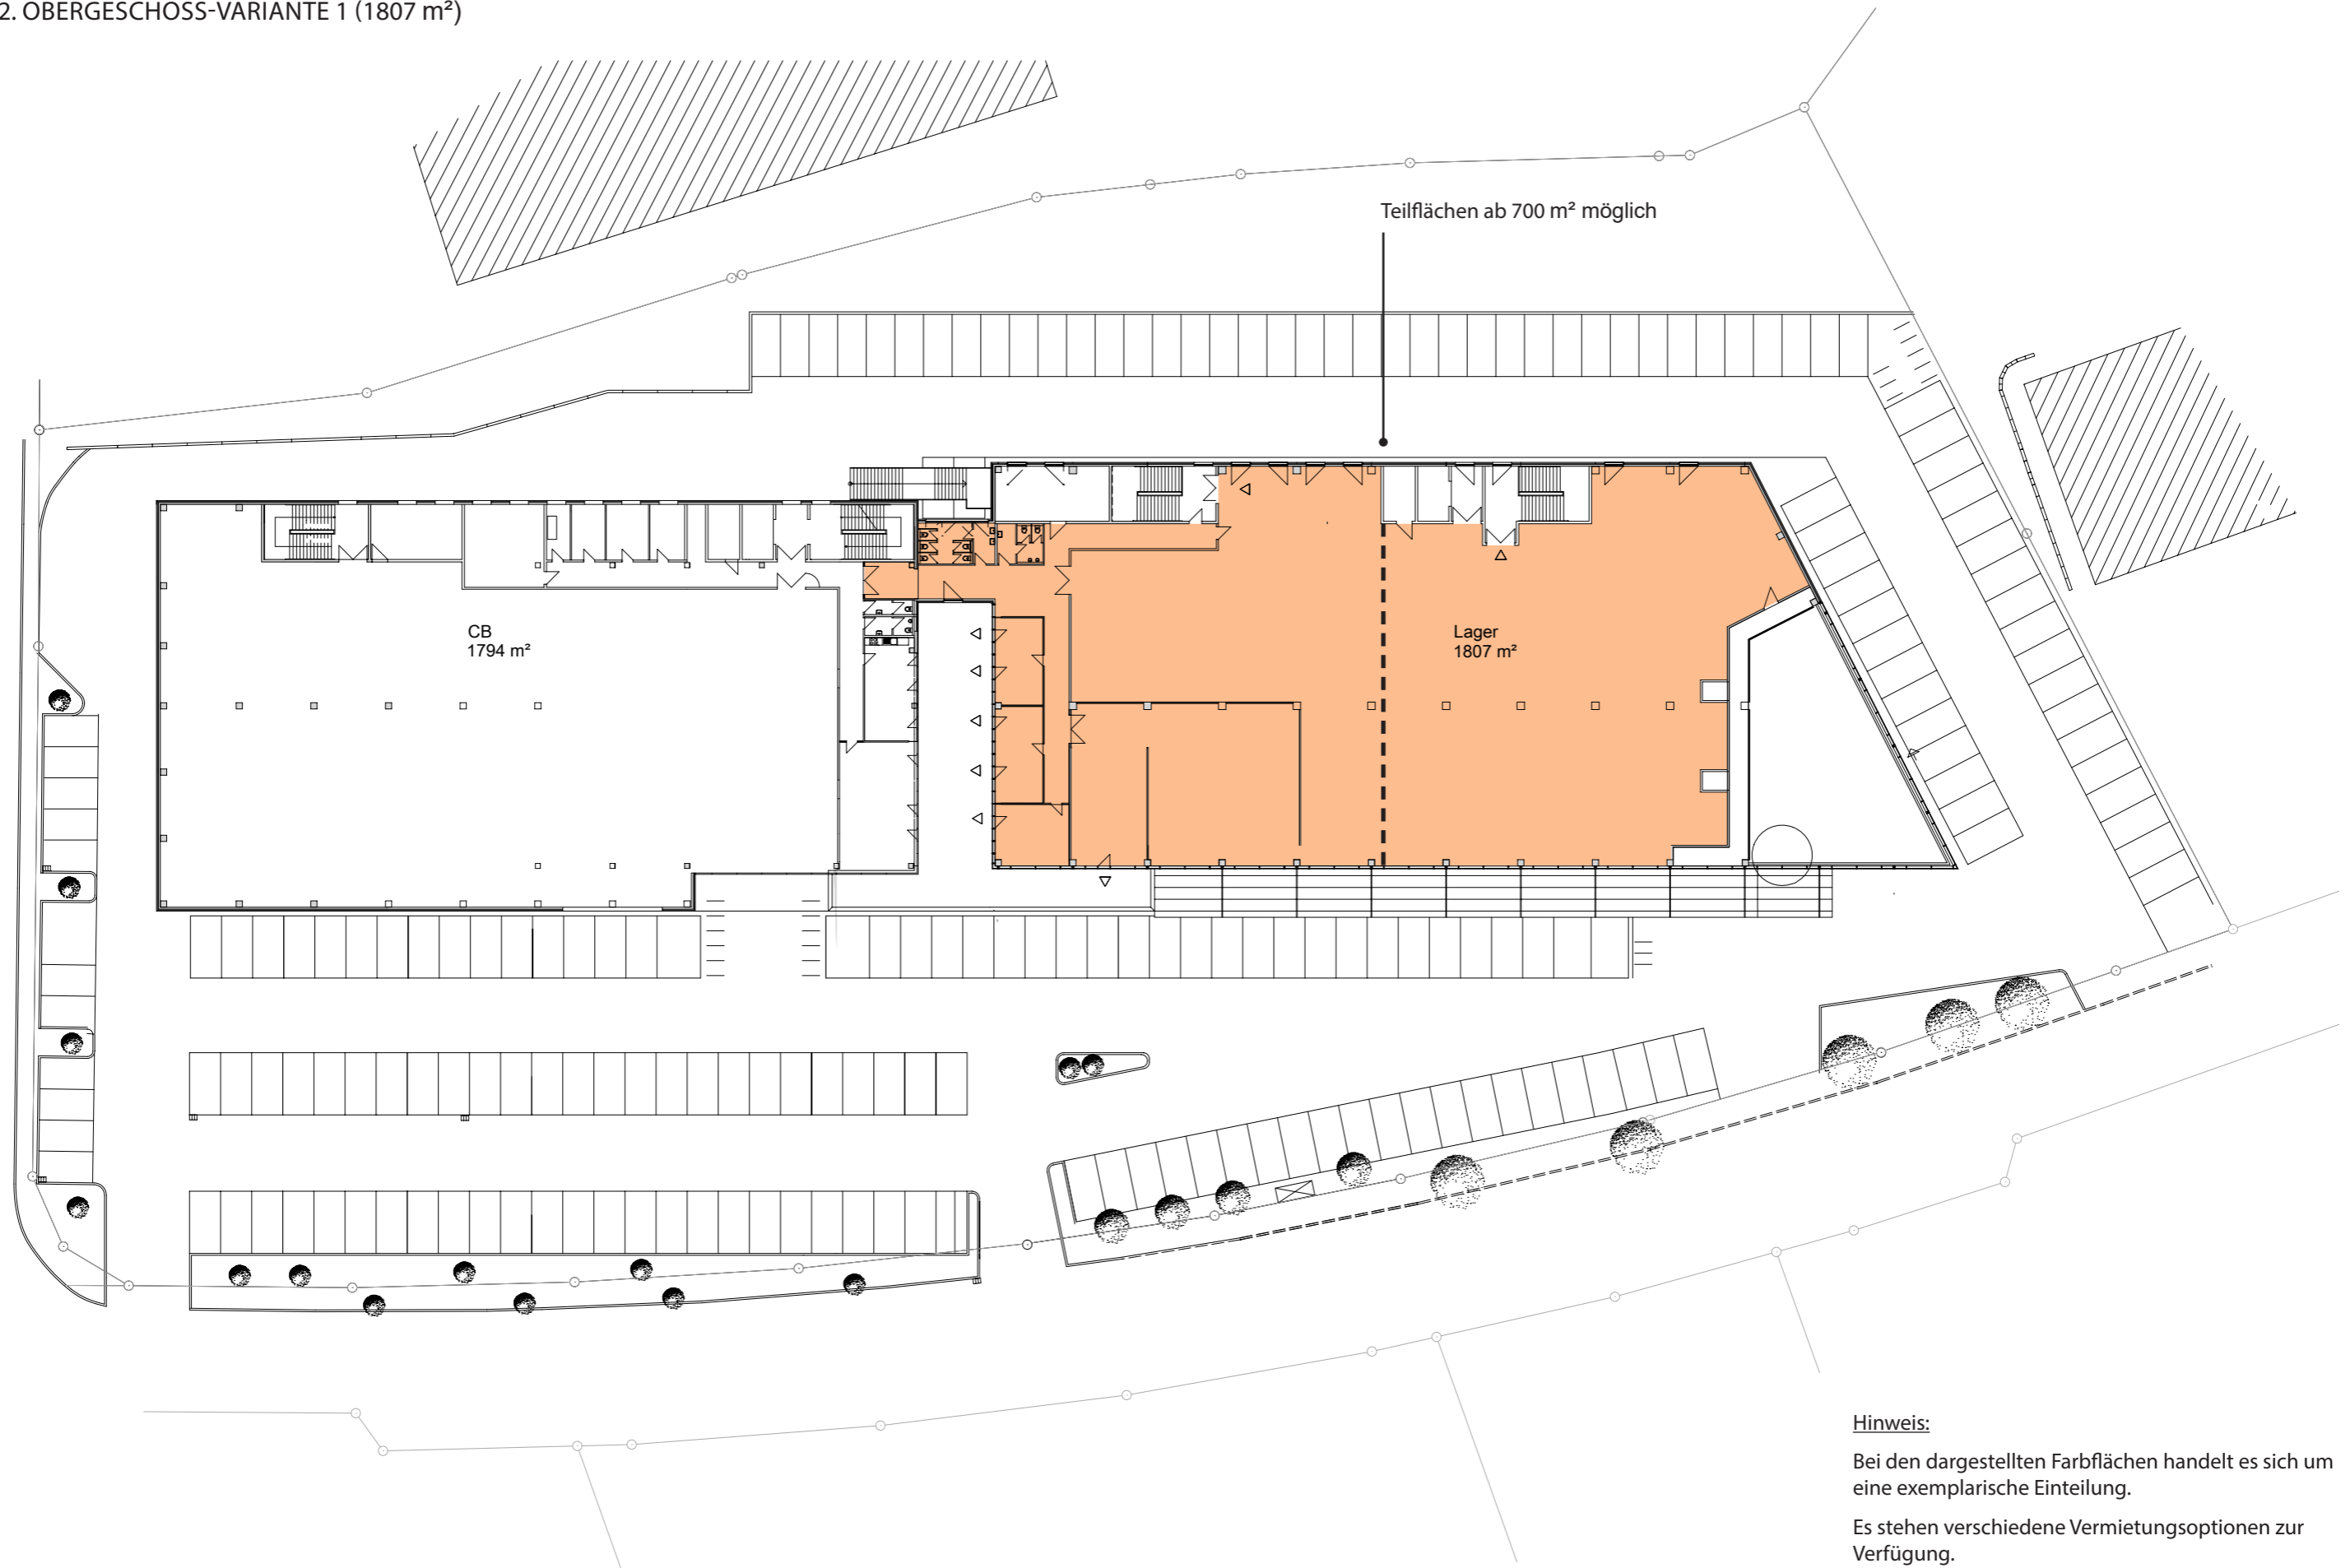 2. OBERGESCHOSS-VARIANTE 1 (1807 m²)
Teilflächen ab 700 m² möglich
CB
1794 m²
Lager
1807 m²
Hinweis:
Bei den dargestellten Farbflächen handelt es sich um
eine exemplarische Einteilung.
Es stehen verschiedene Vermietungsoptionen zur
Verfügung.